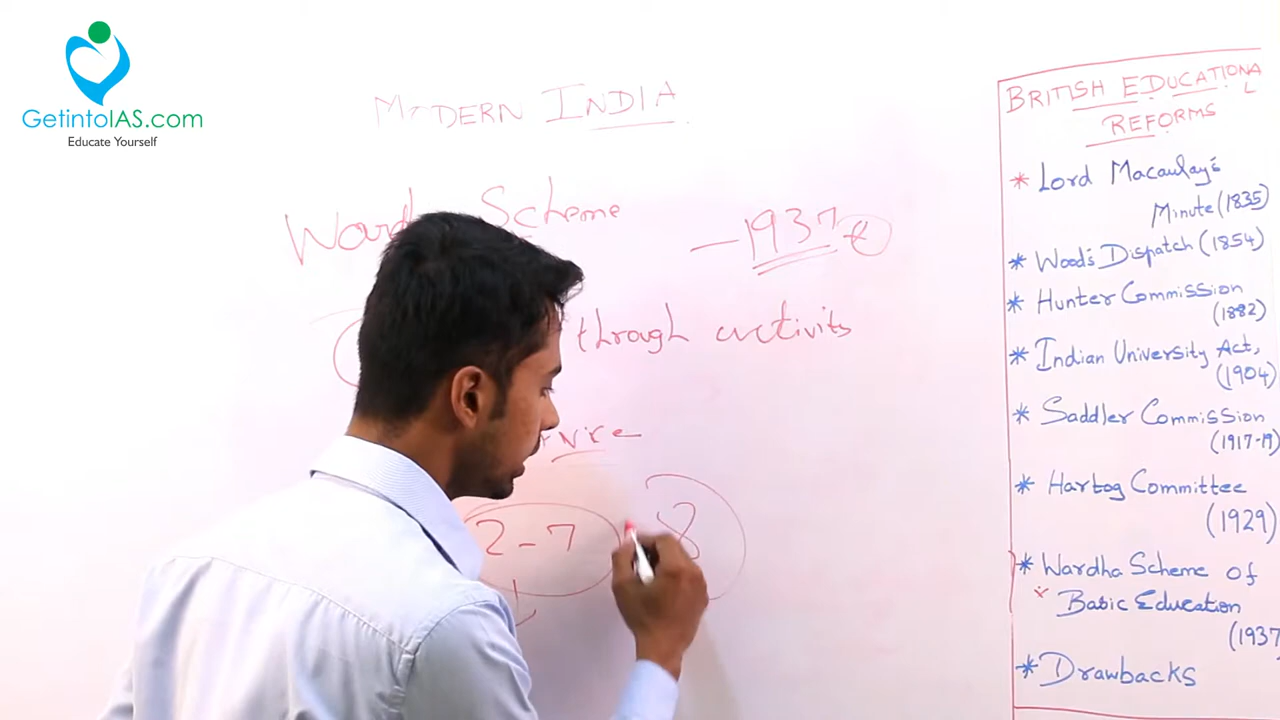 GetintoIAS.com
Educate Yourself
MODERN INDIA
Scheme
- 1937
through activits
2-7
8
BRITISH EDUCATIONAL
REFORMS
* Lord Macaulay's
Minute (1835)
* Wood's Dispatch (1854)
* Hunter Commission
(1882)
* Indian University Act,
(1904)
* Saddler Commission
(1917-19)
* Hartog Committee
(1929)
* Wardha Scheme of
Basic Education
(1937
* Drawbacks